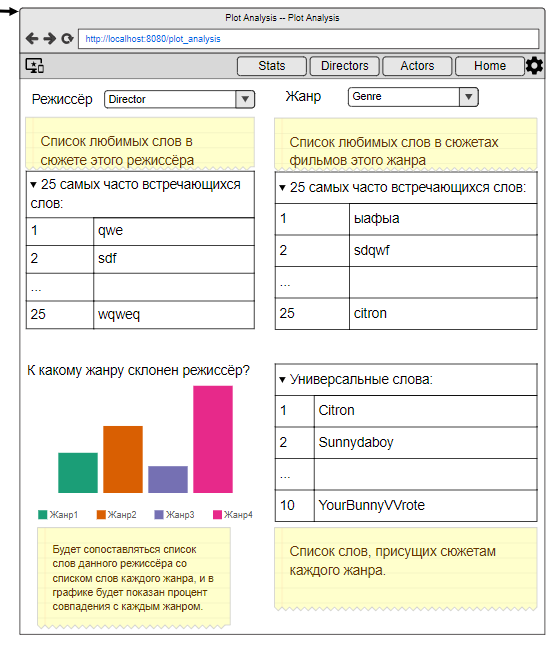 Plot Analysis -- Plot Analysis
http://localhost:8080/plot_analysis
Stats
Directors
Actors
Home
Режиссёр
Director
Жанр
Genre
Список любимых слов в
сюжете этого режиссёра
25 самых часто встречающихся
слов:
1 qwe
2 sdf
...
25 wqweq
Список любимых слов в сюжетах
фильмов этого жанра
25 самых часто встречающихся слов:
1 ыафыа
2 sdqwf
...
25 citron
К какому жанру склонен режиссёр?
Жанр1 Жанр2 Жанр3 Жанр4
Будет сопоставляться список
слов данного режиссёра со
списком слов каждого жанра, и в
графике будет показан процент
совпадения с каждым жанром.
Универсальные слова:
1 Citron
2 Sunnydaboy
...
10 YourBunnyVVrote
Список слов, присущих сюжетам
каждого жанра.